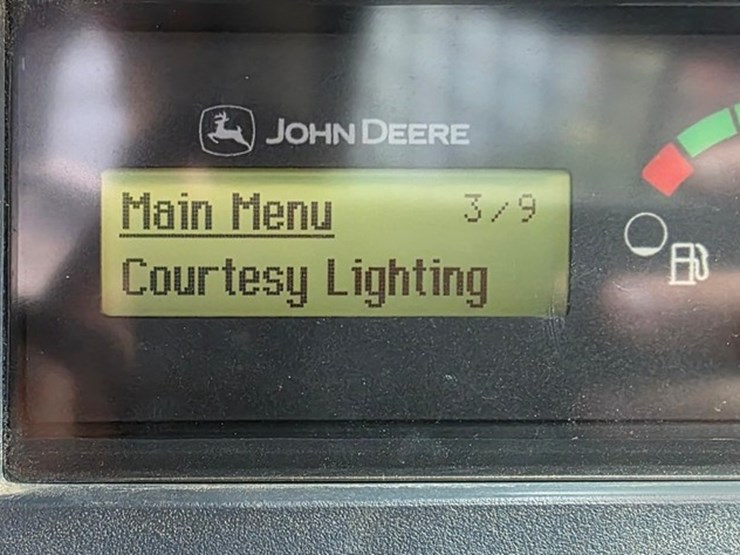 JOHN DEERE
Main Menu 3/9
Courtesy Lighting